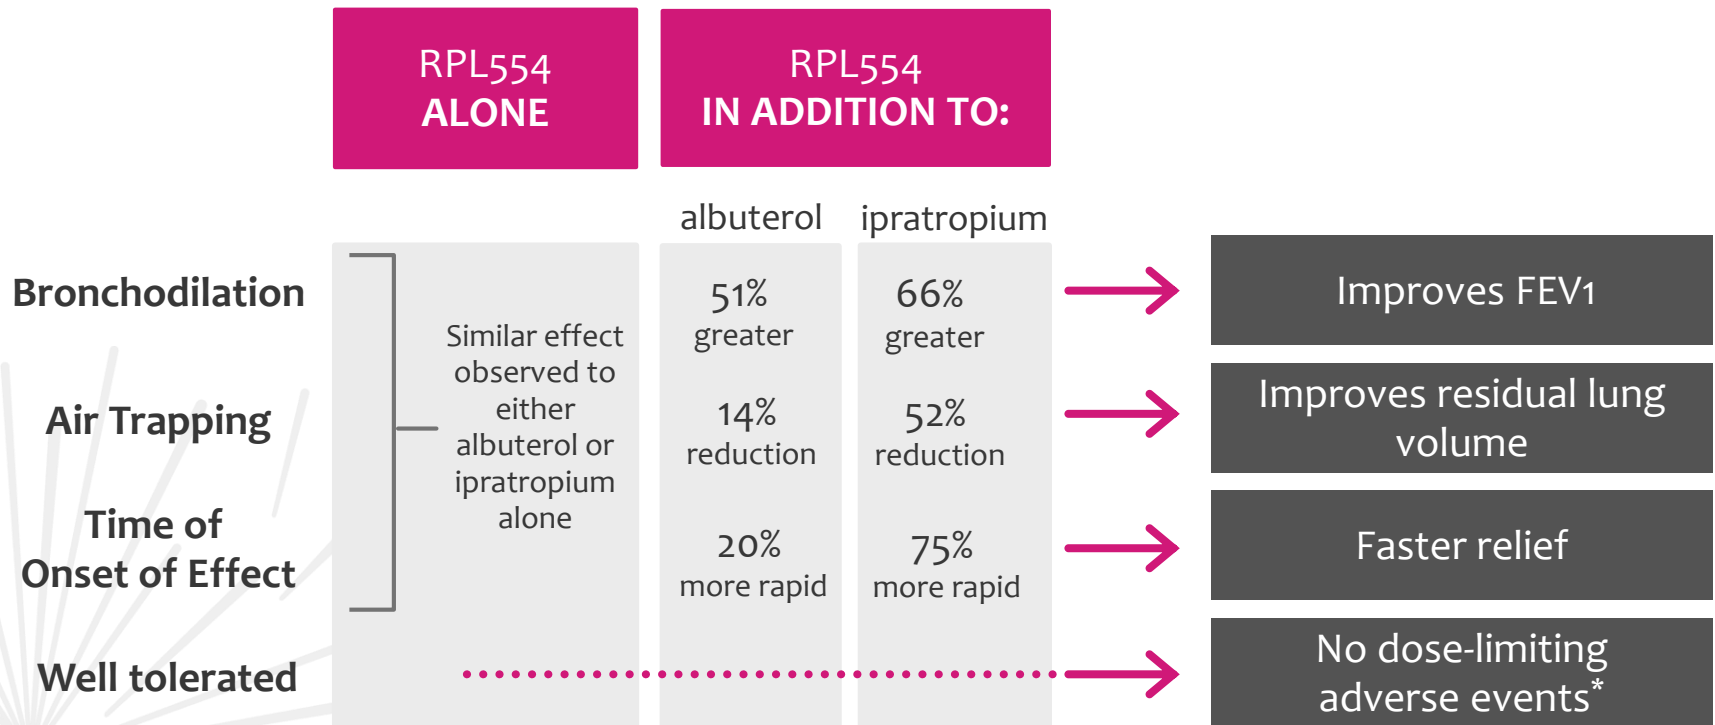 RPL554
ALONE
RPL554
IN ADDITION TO:
albuterol
ipratropium
Bronchodilation
Similar effect
observed to
either
albuterol or
ipratropium
alone
51%
greater
66%
greater
Improves FEV1
Air Trapping
14%
reduction
52%
reduction
Improves residual lung
volume
Time of
Onset of Effect
20%
more rapid
75%
more rapid
Faster relief
Well tolerated
No dose-limiting
adverse events*